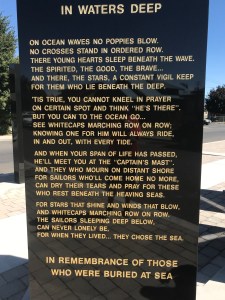 IN WATERS DEEP
ON OCEAN WAVES NO POPPIES BLOW.
NO CROSSES STAND IN ORDERED ROW.
THERE YOUNG HEARTS SLEEP BENEATH THE WAVE.
THE SPIRITED, THE GOOD, THE BRAVE...
AND THERE, THE STARS, A CONSTANT VIGIL KEEP
FOR THEM WHO LIE BENEATH THE DEEP.
'TIS TRUE, YOU CANNOT KNEEL IN PRAYER
ON CERTAIN SPOT AND THINK "HE'S THERE".
BUT YOU CAN TO THE OCEAN GO...
SEE WHITECAPS MARCHING ROW ON ROW;
KNOWING ONE FOR HIM WILL ALWAYS RIDE,
IN AND OUT, WITH EVERY TIDE.
AND WHEN YOUR SPAN OF LIFE HAS PASSED,
HE'LL MEET YOU AT THE "CAPTAIN'S MAST".
AND THEY WHO MOURN ON DISTANT SHORE
FOR SAILORS WHO'LL COME HOME NO MORE,
CAN DRY THEIR TEARS AND PRAY FOR THESE
WHO REST BENEATH THE HEAVING SEAS.
FOR STARS THAT SHINE AND WINDS THAT BLOW,
AND WHITECAPS MARCHING ROW ON ROW.
THE SAILORS SLEEPING DEEP BELOW,
CAN NEVER LONELY BE.
FOR WHEN THEY LIVED... THEY CHOSE THE SEA.
IN REMEMBRANCE OF THOSE
WHO WERE BURIED AT SEA